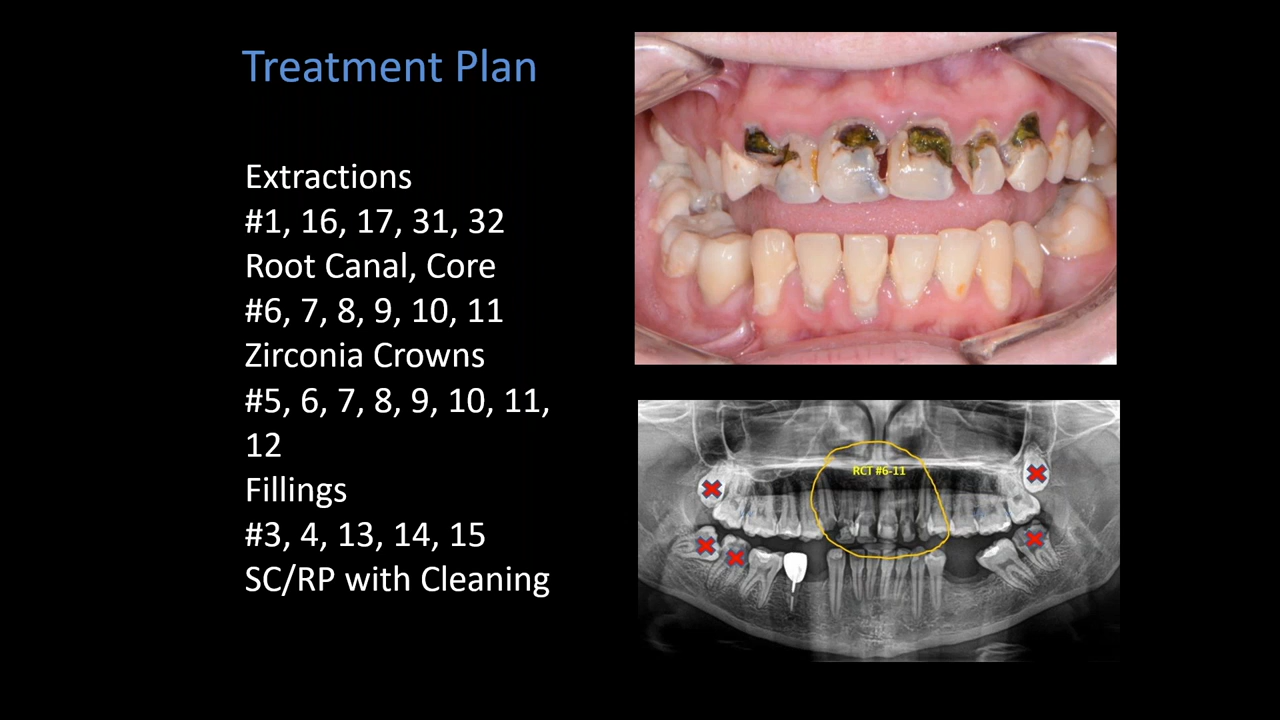 Treatment Plan
Extractions
#1, 16, 17, 31, 32
Root Canal, Core
#6, 7, 8, 9, 10, 11
Zirconia Crowns
#5, 6, 7, 8, 9, 10, 11,
12
Fillings
#3, 4, 13, 14, 15
SC/RP with Cleaning
RCT #6-11